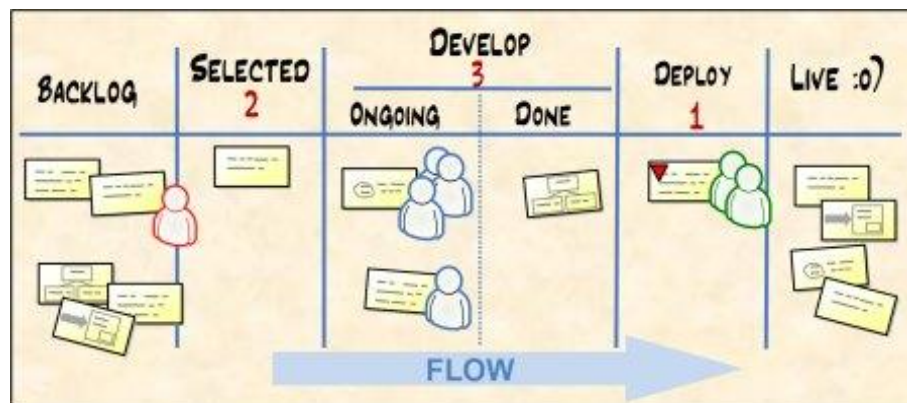 BACKLOG
SELECTED
2
DEVELOP
3
ONGOING
DONE
DEPLOY
1
LIVE :o)
FLOW